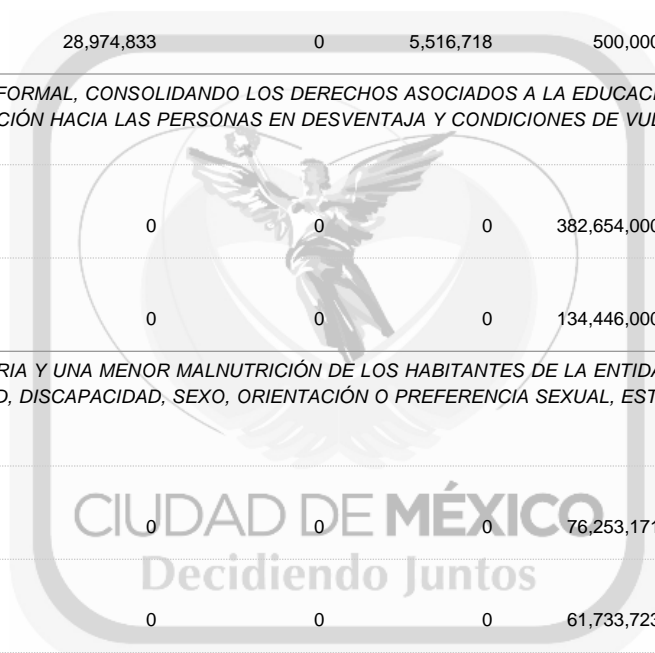 28,974,833 0 5,516,718 500,000
FORMAL, CONSOLIDANDO LOS DERECHOS ASOCIADOS A LA EDUCACI
CIÓN HACIA LAS PERSONAS EN DESVENTAJA Y CONDICIONES DE VUL
0 0 0 382,654,000
0 0 0 134,446,000
RIA Y UNA MENOR MALNUTRICIÓN DE LOS HABITANTES DE LA ENTIDA
D, DISCAPACIDAD, SEXO, ORIENTACIÓN O PREFERENCIA SEXUAL, EST
CIUDAD DE MÉXICO
0 0 0 76,253,171
Decidiendo Juntos
0 0 0 61,733,723